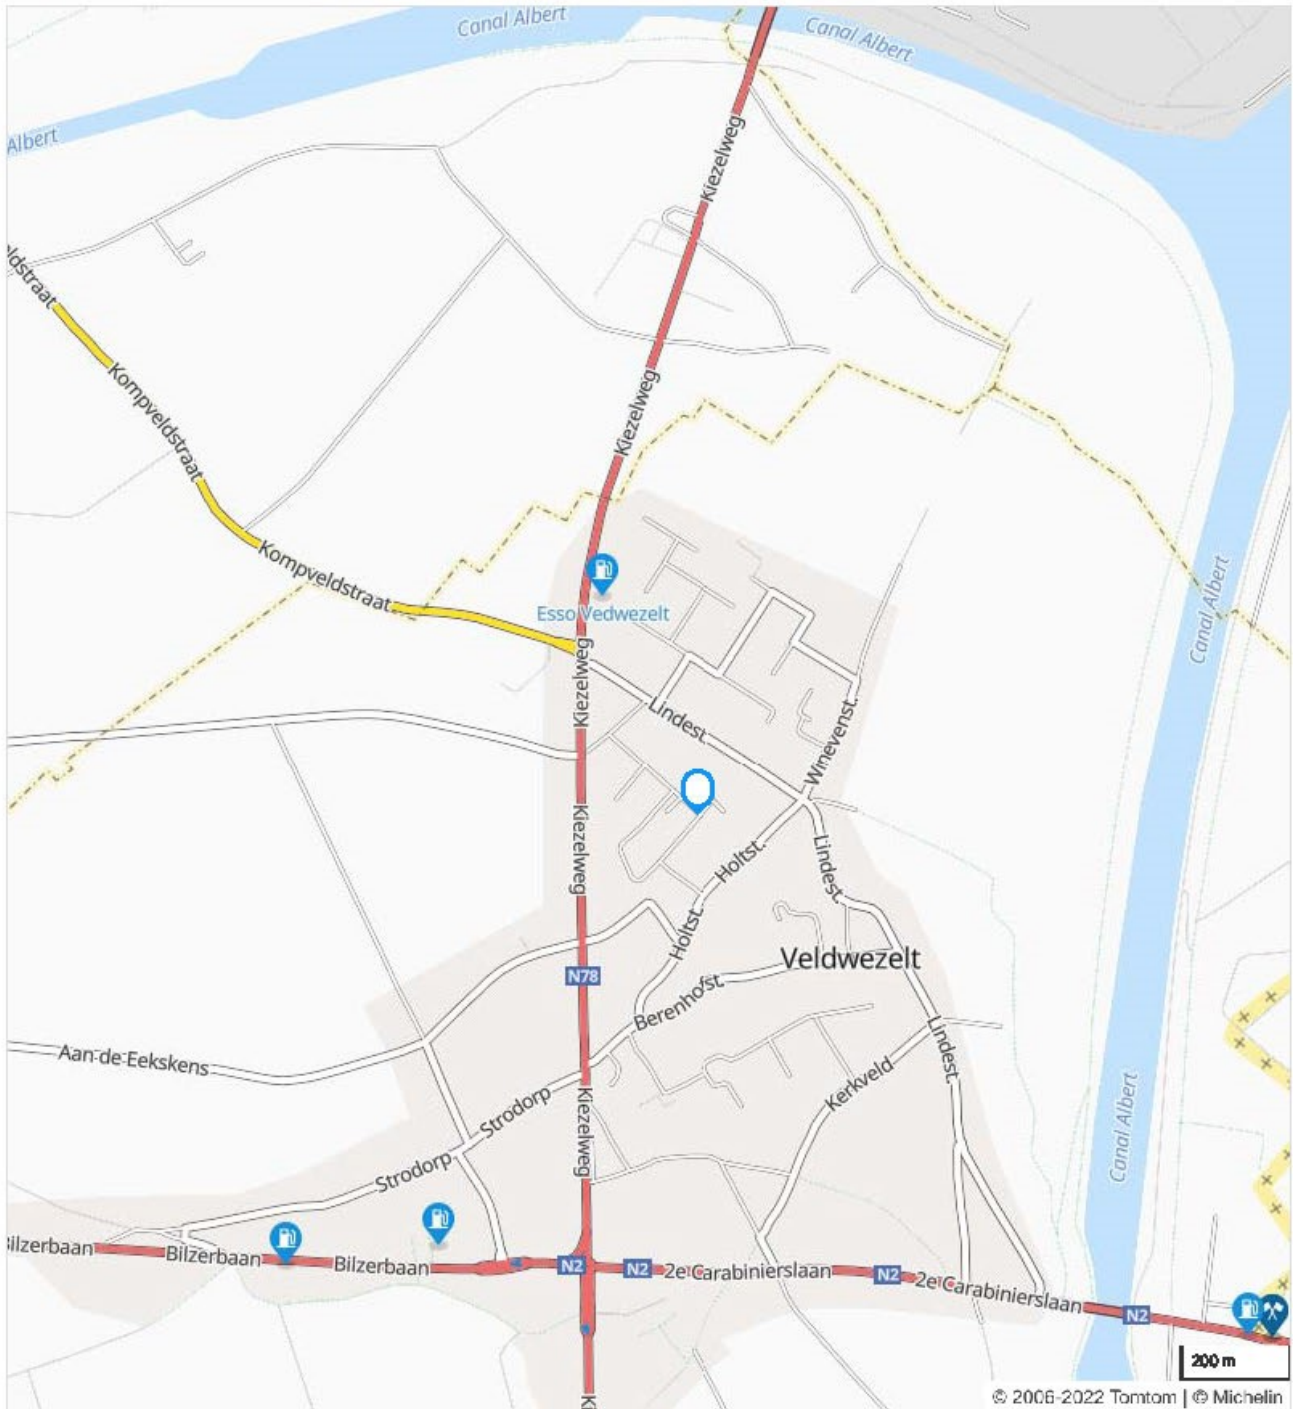 Canal Albert
Canal Albert
Albert
Kiezelweg
eldstraat
Kompveldstraat
Kiezelweg
Kompveldstraat
Esso Vedwezelt
Kiezelweg
Canal Albert
Lindest.
Winevenst.
Kiezelweg
Holtst.
Lindest.
Holtst.
Veldwezelt
N78
Berenhofst.
Aan de Eekskens
Lindest.
Kerkveld
Strodorp
Kiezelweg
Canal Albert
Strodorp
Bilzerbaan
Bilzerbaan
Bilzerbaan
N2
N2
2e Carabinierslaan
N2
2e Carabinierslaan
N2
200 m
Ki
© 2006-2022 Tomtom | © Michelin